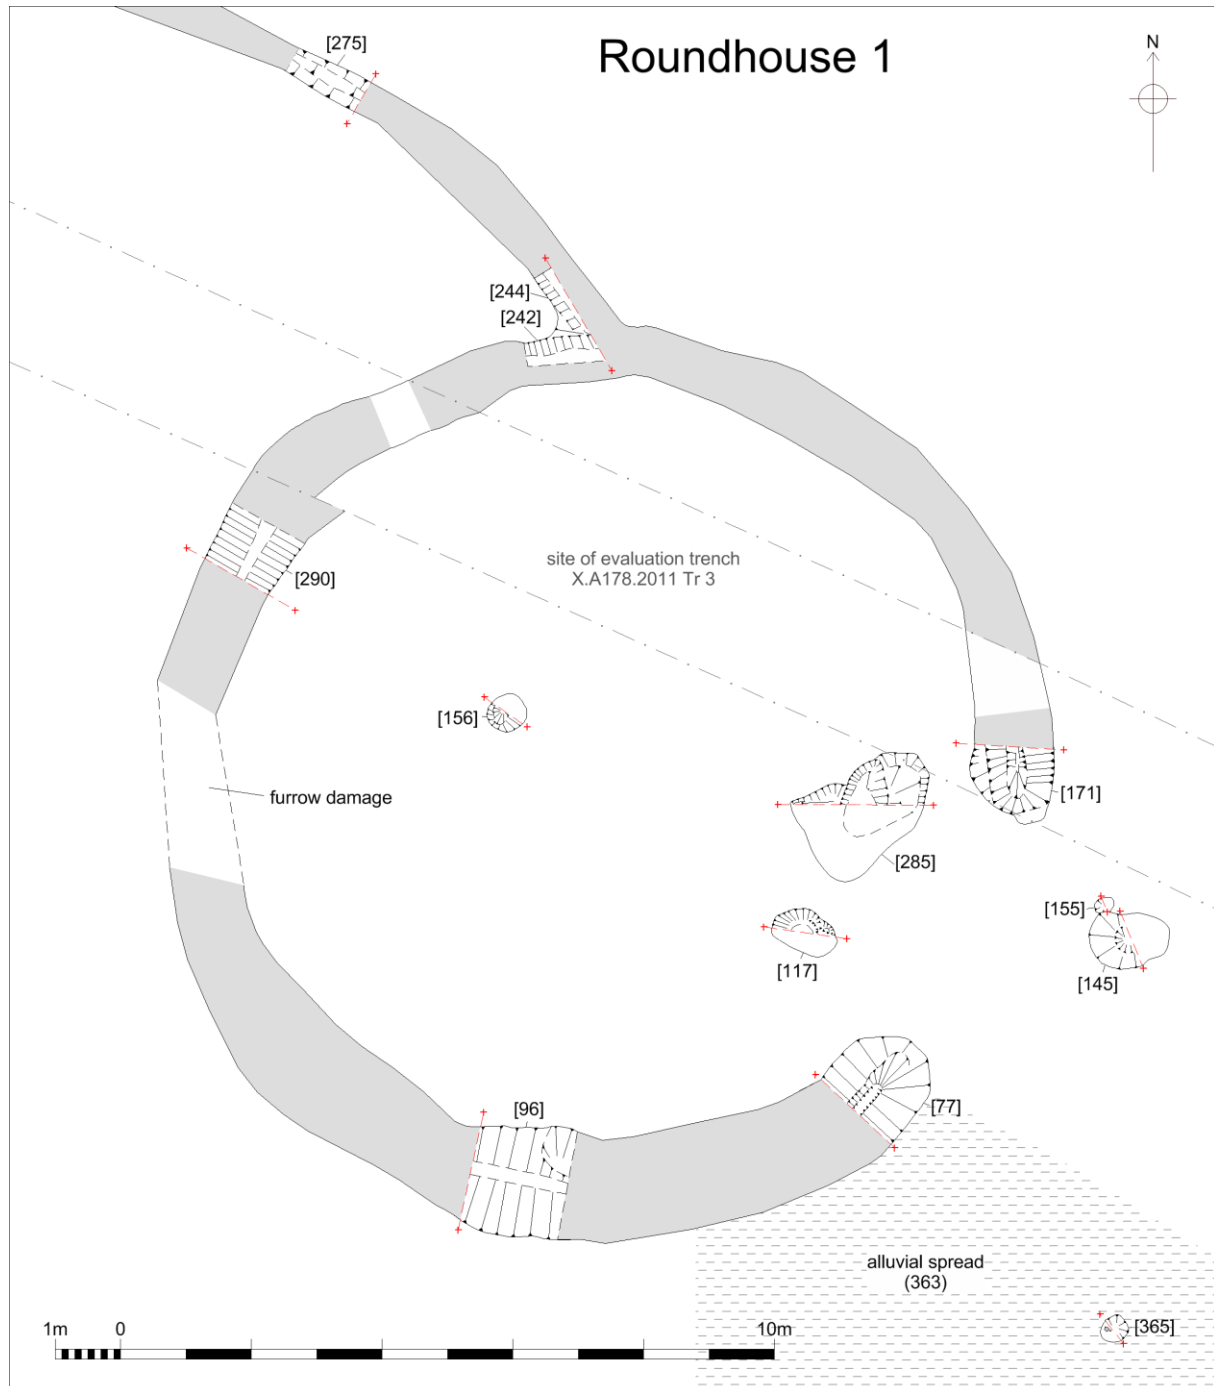 Roundhouse 1
N
[275]
[244]
[242]
site of evaluation trench
X.A178.2011 Tr 3
[290]
[156]
furrow damage
[171]
[285]
[155]
[117]
[145]
[96]
[77]
alluvial spread
(363)
[365]
1m 0 10m